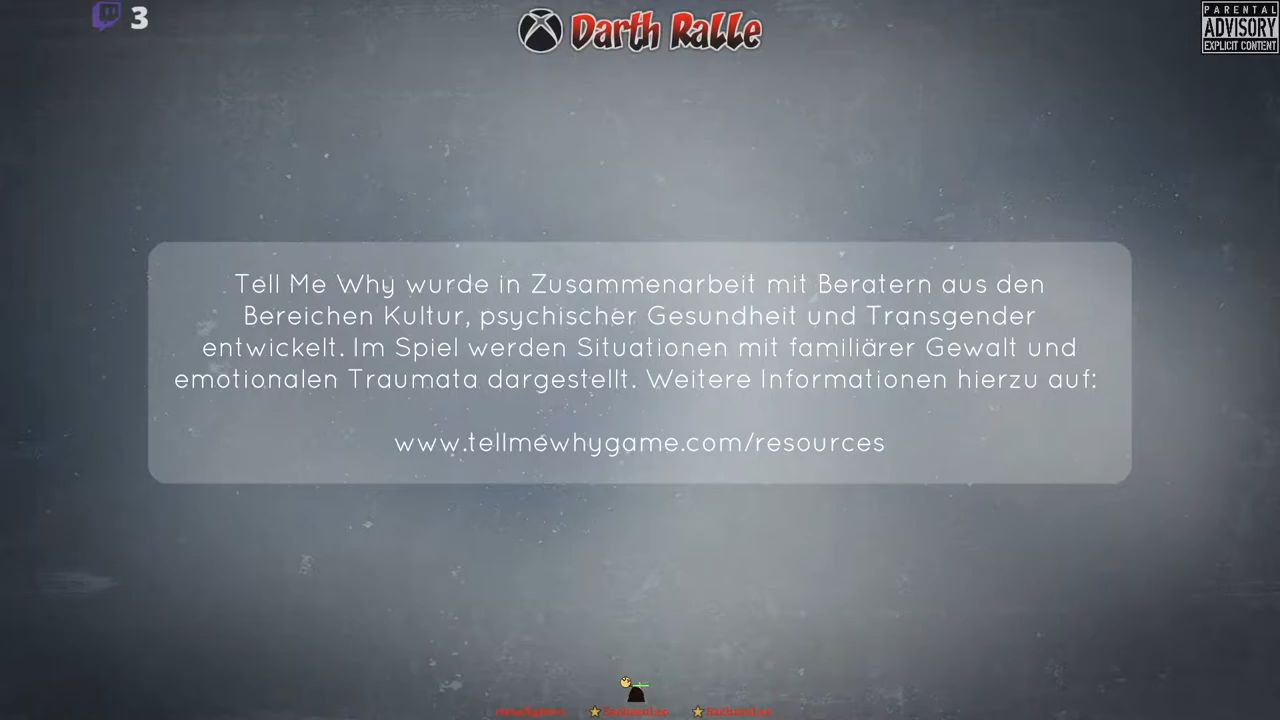 3
Darth Ralle
PARENTAL
ADVISORY
EXPLICIT CONTENT
Tell Me Why wurde in Zusammenarbeit mit Beratern aus den
Bereichen Kultur, psychischer Gesundheit und Transgender
entwickelt. Im Spiel werden Situationen mit familiärer Gewalt und
emotionalen Traumata dargestellt. Weitere Informationen hierzu auf:
www.tellmewhygame.com/resources